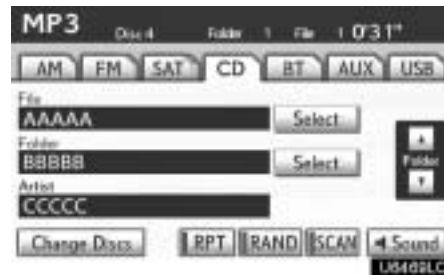 MP3 Disc 4 Folder 1 File 1 0'31"
AM FM SAT CD BT AUX USB
File
AAAAA Select
Folder
BBBBB Select
Folder
Artist
CCCCC
Change Discs RPT RAND SCAN Sound
U6469LC